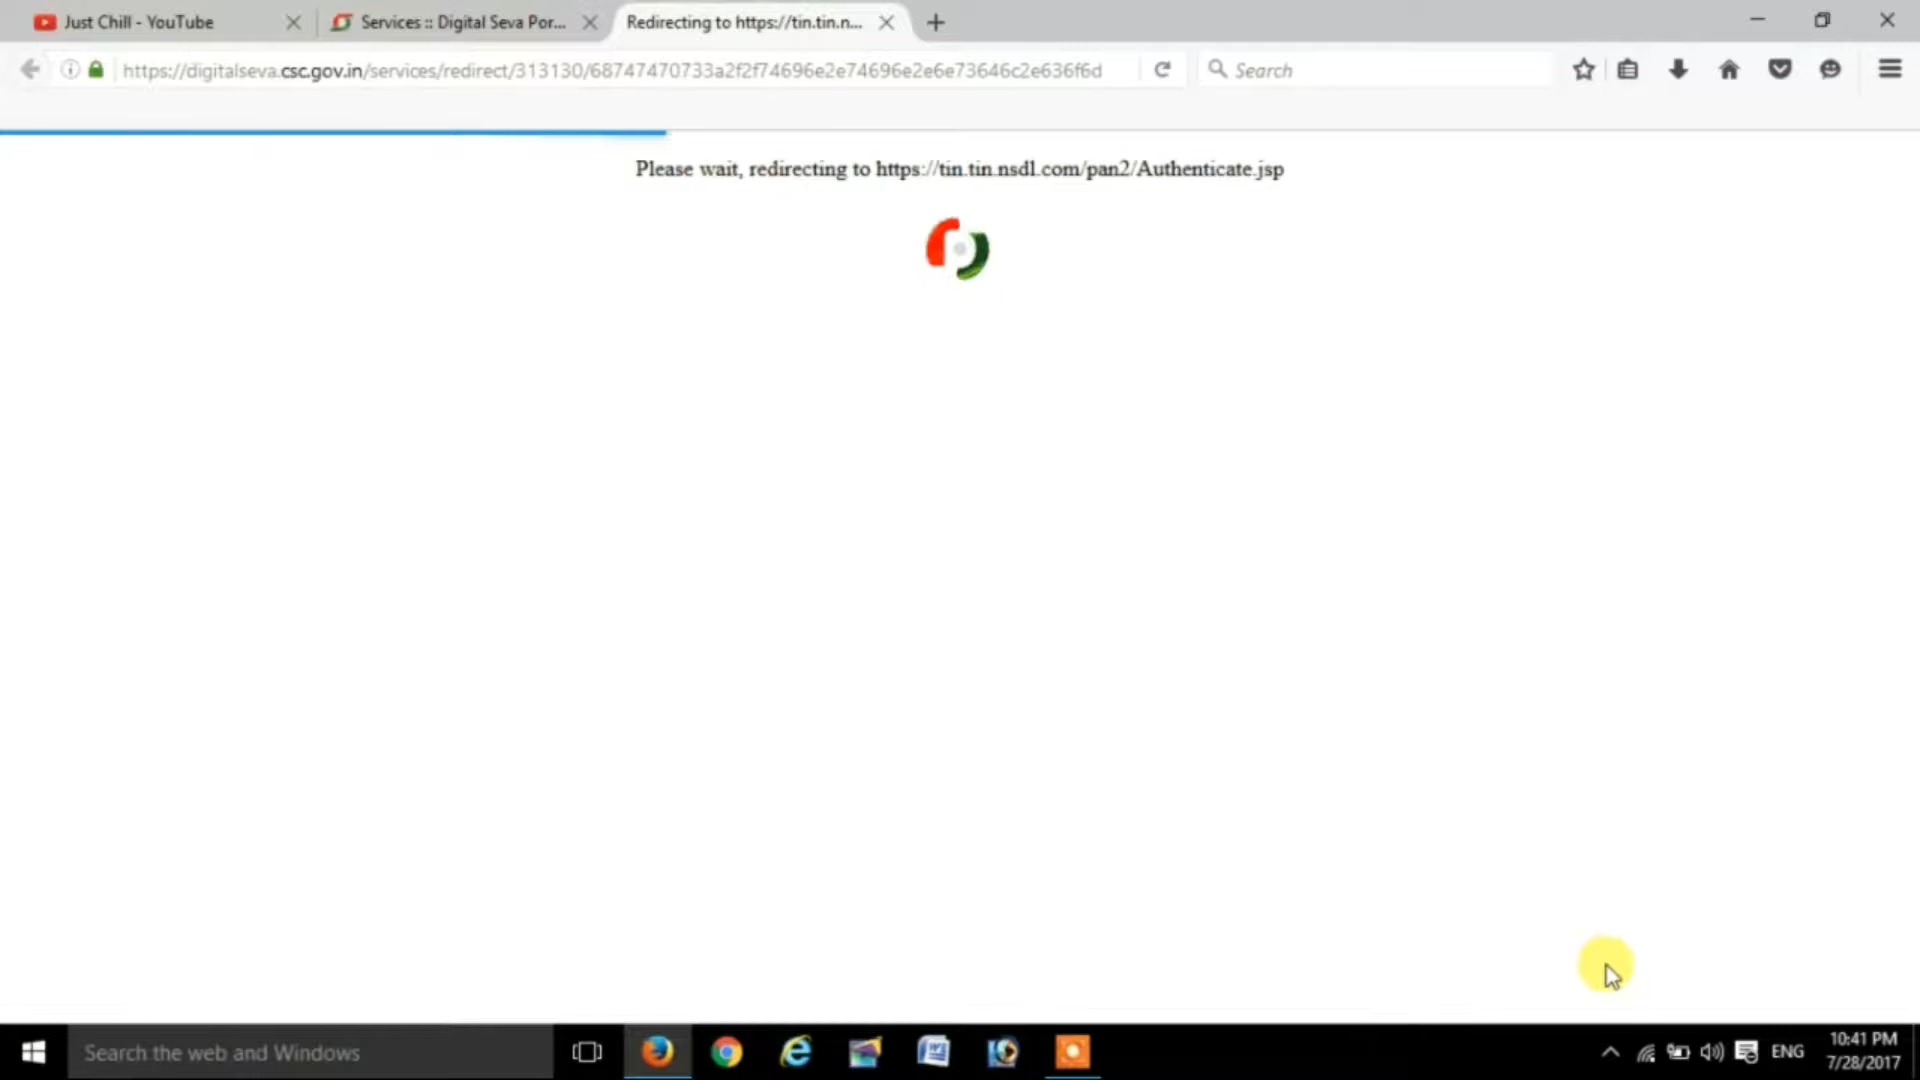 Just Chill - YouTube
Services :: Digital Seva Por...
Redirecting to https://tin.tin.n...
https://digitalseva.csc.gov.in/services/redirect/313130/68747470733a2f2f74696e2e74696e2e6e73646c2e636f6d
Search
Please wait, redirecting to https://tin.tin.nsdl.com/pan2/Authenticate.jsp
Search the web and Windows
ENG
10:41 PM
7/28/2017